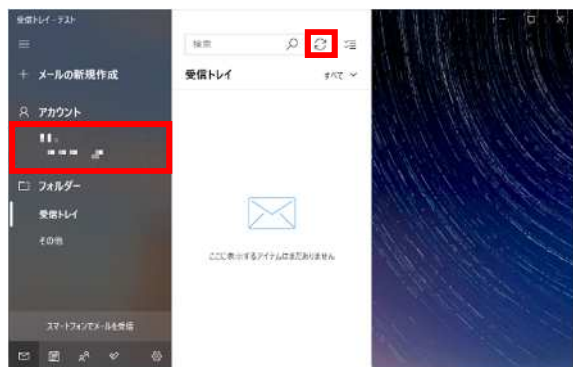 受信トレイ - テスト
検索
+ メールの新規作成
受信トレイ
すべて
アカウント
フォルダー
受信トレイ
その他
ここに表示するアイテムはまだありません
スマートフォンでメールを受信